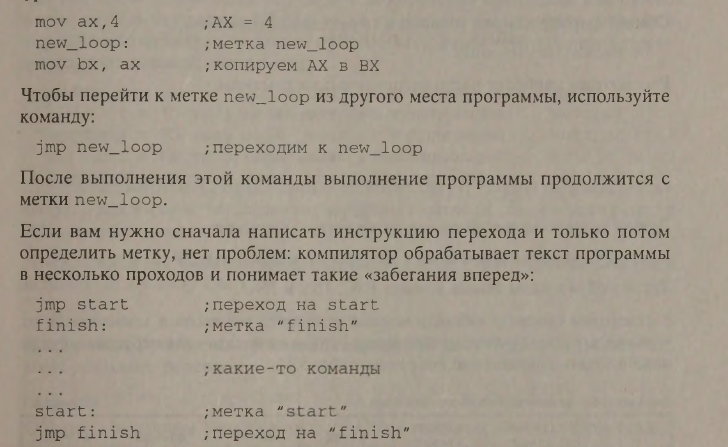 mov ax,4 ;AX = 4
new_loop: ;метка new_loop
mov bx, ax ;копируем AX в BX
Чтобы перейти к метке new_loop из другого места программы, используйте
команду:
jmp new_loop ;переходим к new_loop
После выполнения этой команды выполнение программы продолжится с
метки new_loop.
Если вам нужно сначала написать инструкцию перехода и только потом
определить метку, нет проблем: компилятор обрабатывает текст программы
в несколько проходов и понимает такие «забегания вперед»:
jmp start ;переход на start
finish: ;метка "finish"
...
... ;какие-то команды
...
start: ;метка "start"
jmp finish ;переход на "finish"